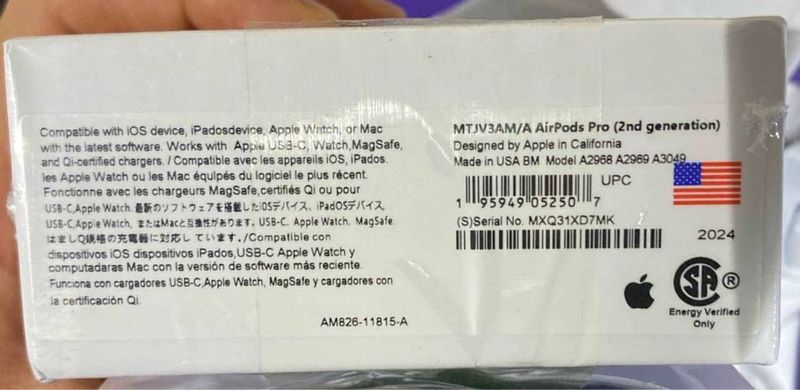 Compatible with iOS device, iPadosdevice, Apple Watch, or Mac
with the latest software. Works with Apple USB-C, Watch,MagSafe,
and Qi-certified chargers. / Compatible avec les appareils iOS, iPados.
les Apple Watch ou les Mac équipés du logiciel le plus récent.
Fonctionne avec les chargeurs MagSafe,certifiés Qi ou pour
USB-C,Apple Watch. 最新のソフトウェアを搭載したiOSデバイス、iPadOSデバイス、
USB-C,Apple Watch、またはMacと互換性があります。USB-C. Apple Watch. MagSafe.
はましQi規格の充電器に対応し ています。/Compatible con
dispositivos iOS dispositivos iPados,USB-C Apple Watch y
computadaras Mac con la versión de software más reciente.
Funciona con cargadores USB-C,Apple Watch, MagSafe y cargadores con
la certificación Qi.
AM826-11815-A
MTJV3AM/A AirPods Pro (2nd generation)
Designed by Apple in California
Made in USA BM Model A2968 A2969 A3049
UPC
1 95949 05250 7
(S)Serial No. MXQ31XD7MK
2024
SA ®
Energy Verified
Only